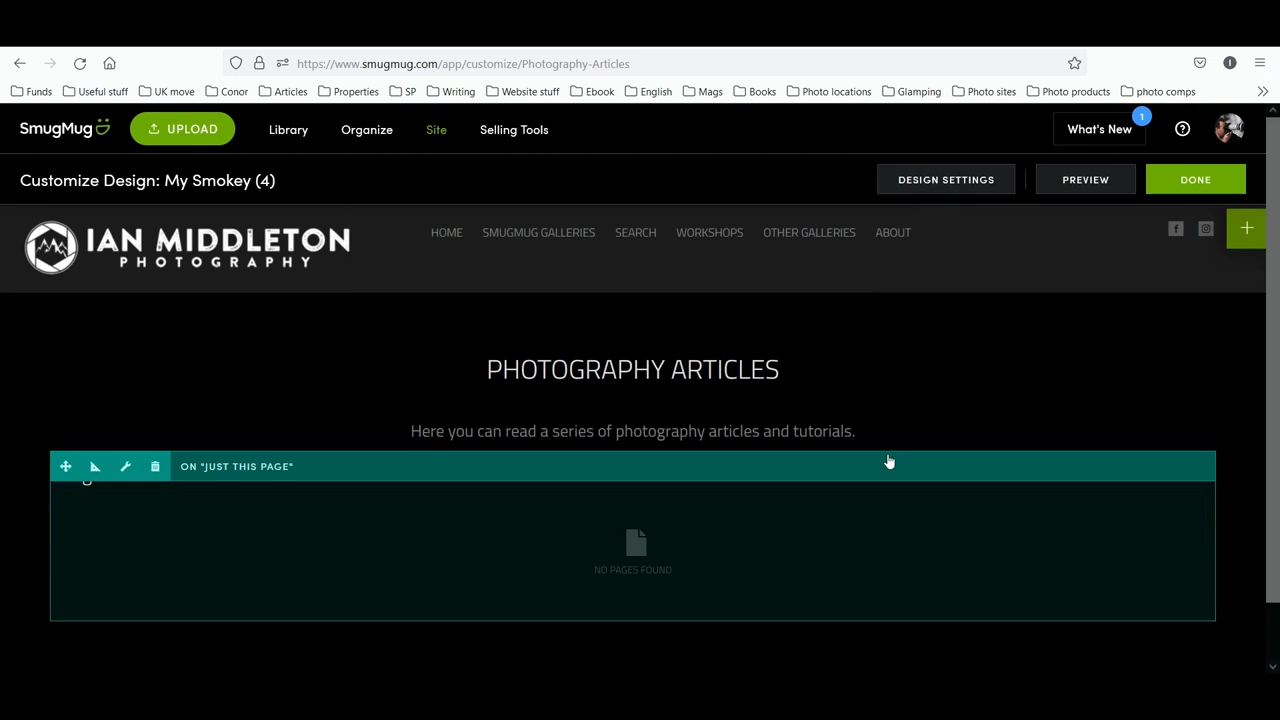 https://www.smugmug.com/app/customize/Photography-Articles
Funds Useful stuff UK move Conor Articles Properties SP Writing Website stuff Ebook English Mags Books Photo locations Glamping Photo sites Photo products photo comps
SmugMug UPLOAD Library Organize Site Selling Tools What's New 1
Customize Design: My Smokey (4) DESIGN SETTINGS PREVIEW DONE
IAN MIDDLETON
PHOTOGRAPHY
HOME SMUGMUG GALLERIES SEARCH WORKSHOPS OTHER GALLERIES ABOUT
PHOTOGRAPHY ARTICLES
Here you can read a series of photography articles and tutorials.
ON "JUST THIS PAGE"
NO PAGES FOUND